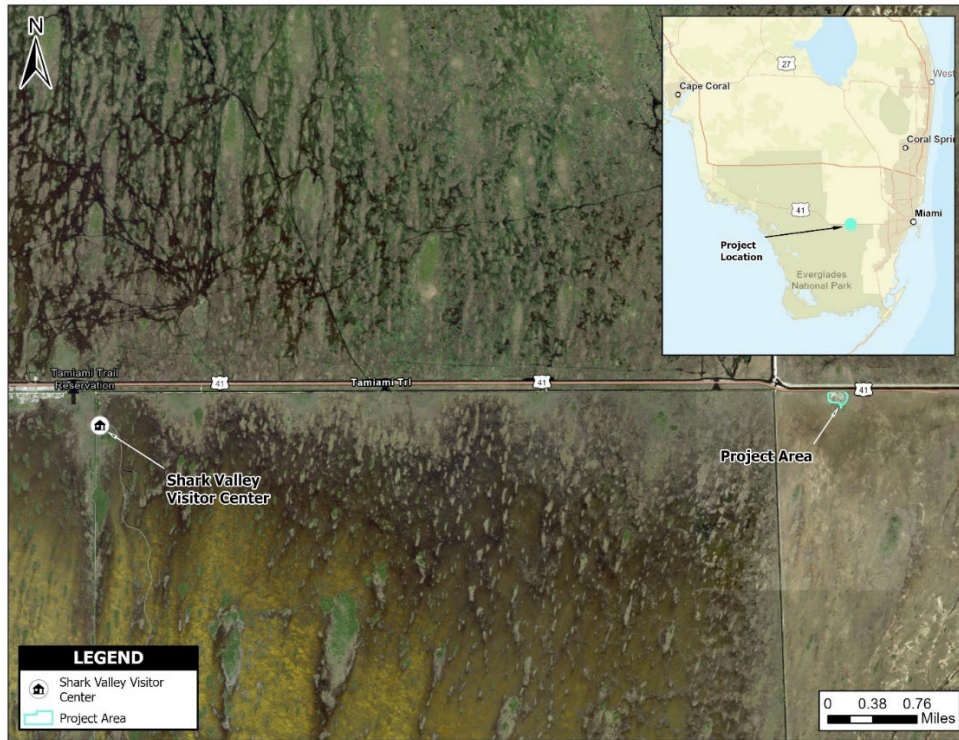 N
27
West
Cape Coral
Coral Sprin
41
Miami
Project
Location
Everglades
National Park
Tamiami Trail
Reservation
41
Tamiami Trl
41
41
Project Area
Shark Valley
Visitor Center
LEGEND
Shark Valley Visitor
Center
Project Area
0 0.38 0.76
Miles